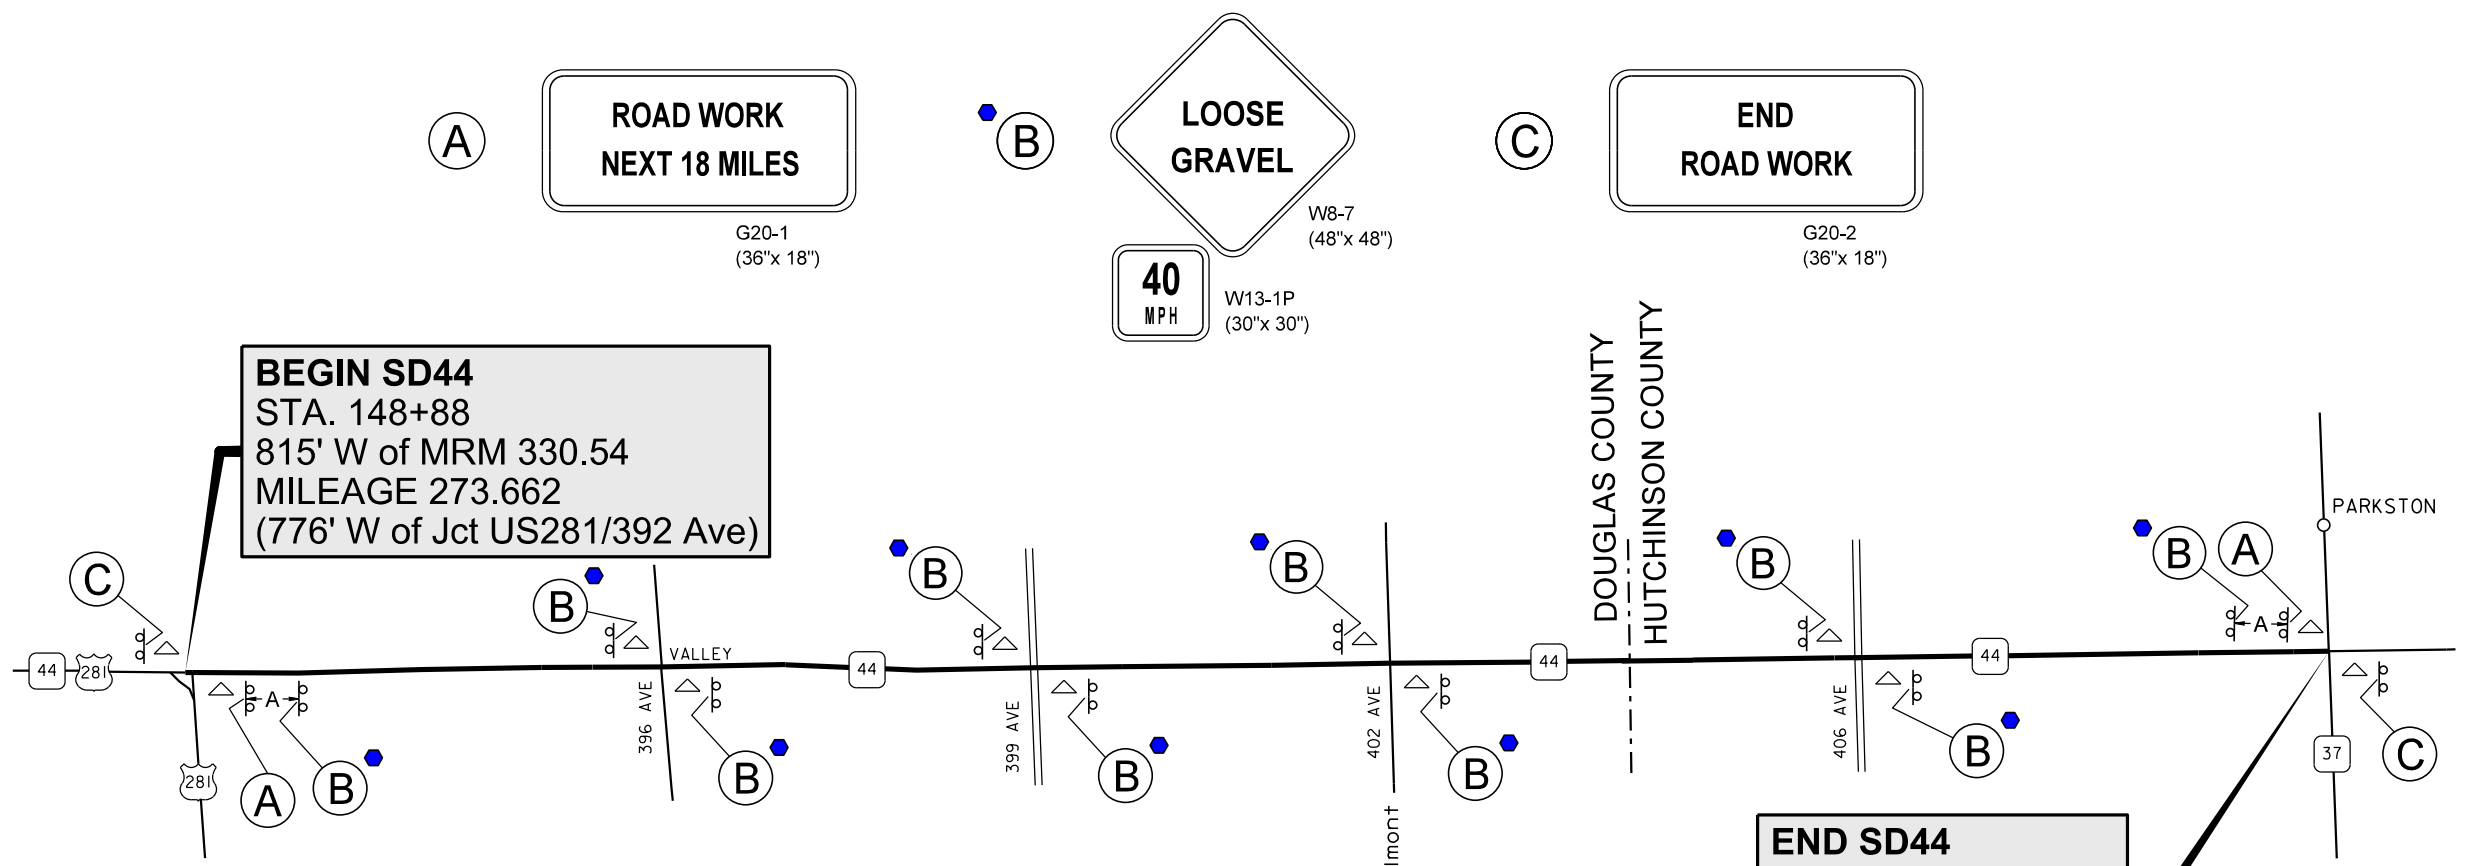 A
ROAD WORK
NEXT 18 MILES
G20-1
(36"x 18")
B
LOOSE
GRAVEL
W8-7
(48"x 48")
40
MPH
W13-1P
(30"x 30")
C
END
ROAD WORK
G20-2
(36"x 18")
BEGIN SD44
STA. 148+88
815' W of MRM 330.54
MILEAGE 273.662
(776' W of Jct US281/392 Ave)
DOUGLAS COUNTY
HUTCHINSON COUNTY
PARKSTON
C
B
B
B
B
B
A
A
44
281
VALLEY
44
44
44
A
396 AVE
399 AVE
402 AVE
406 AVE
281
A
B
B
B
B
B
37
C
lmont
END SD44